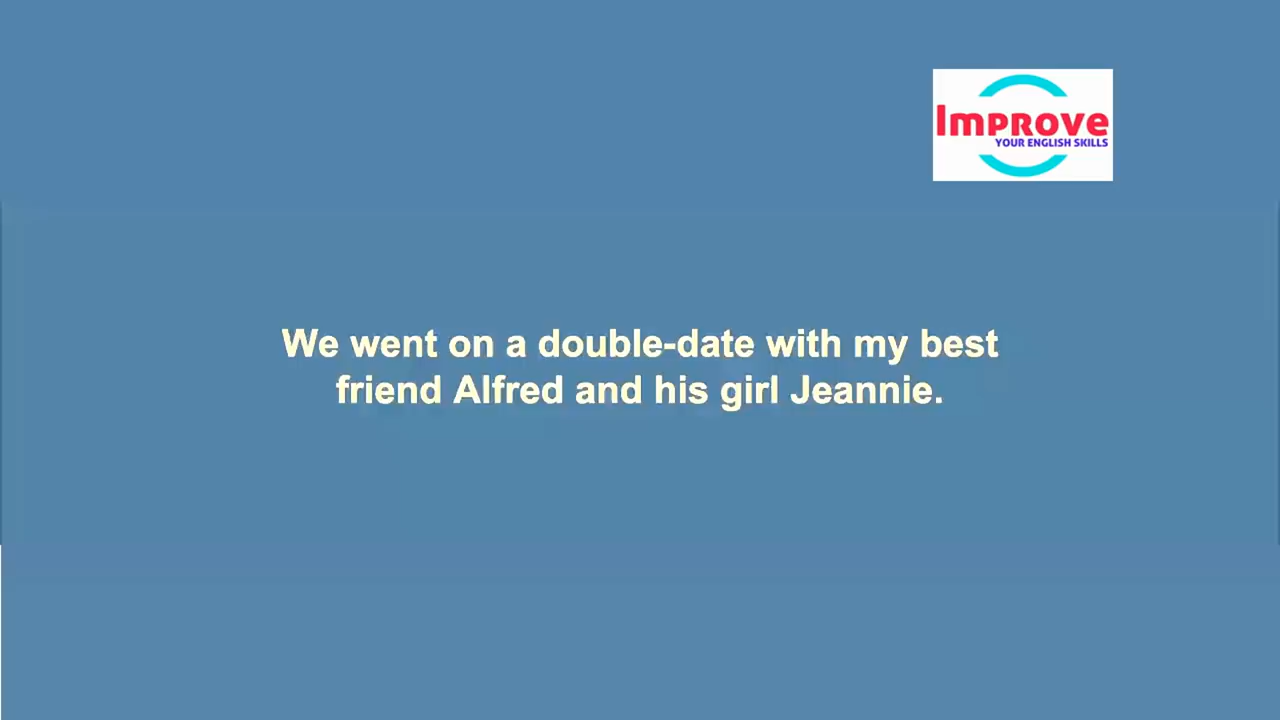 Improve
YOUR ENGLISH SKILLS
We went on a double-date with my best
friend Alfred and his girl Jeannie.